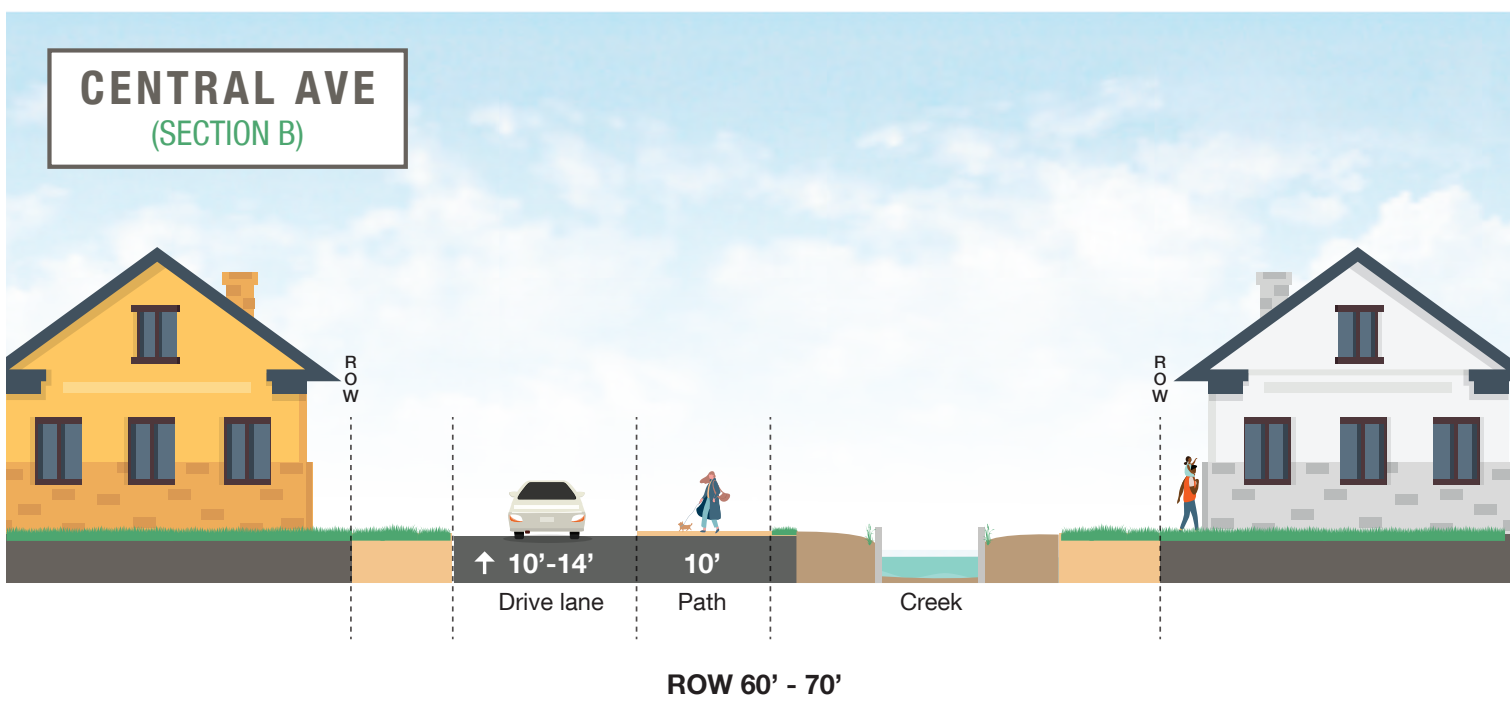 CENTRAL AVE
(SECTION B)
ROW
ROW
↑ 10’-14’
10’
Drive lane
Path
Creek
ROW 60’ - 70’